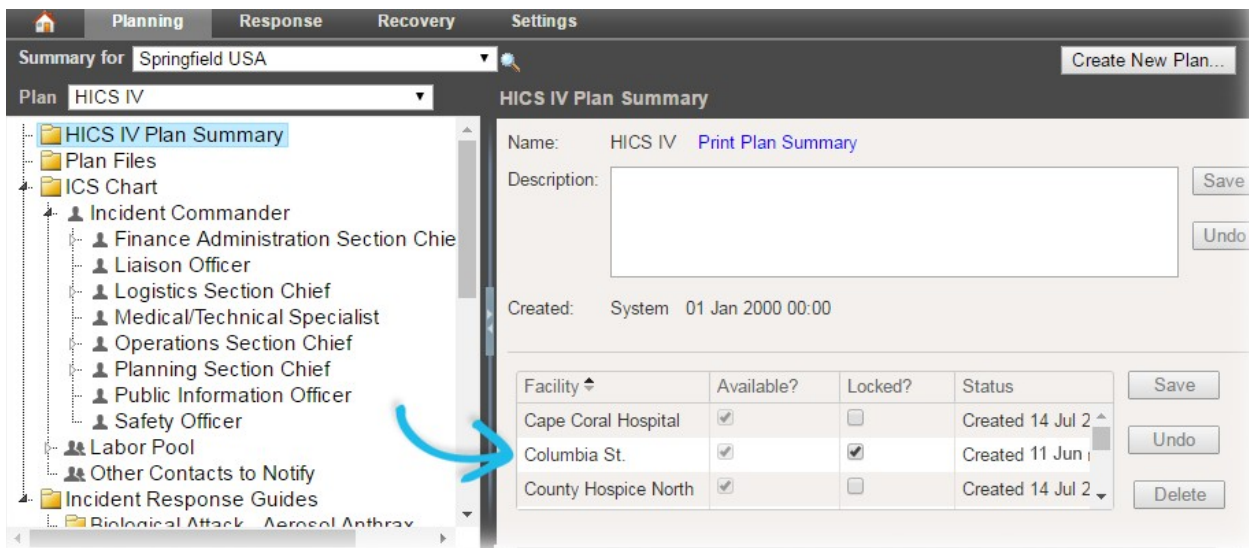 Planning Response Recovery Settings
Summary for Springfield USA Create New Plan...
Plan HICS IV HICS IV Plan Summary
HICS IV Plan Summary
Plan Files
ICS Chart
Incident Commander
Finance Administration Section Chie
Liaison Officer
Logistics Section Chief
Medical/Technical Specialist
Operations Section Chief
Planning Section Chief
Public Information Officer
Safety Officer
Labor Pool
Other Contacts to Notify
Incident Response Guides
Biological Attack - Aerosol Anthrax
Name: HICS IV Print Plan Summary
Description: Save
Undo
Created: System 01 Jan 2000 00:00
Facility Available? Locked? Status Save
Cape Coral Hospital Created 14 Jul 2
Undo
Columbia St. Created 11 Jun
County Hospice North Created 14 Jul 2 Delete